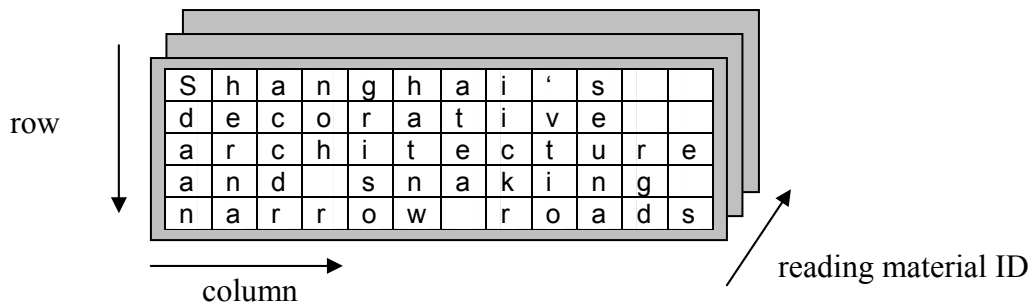 Shanghai‘s
decorative
architecture
and snaking
narrow roads
row
column
reading material ID